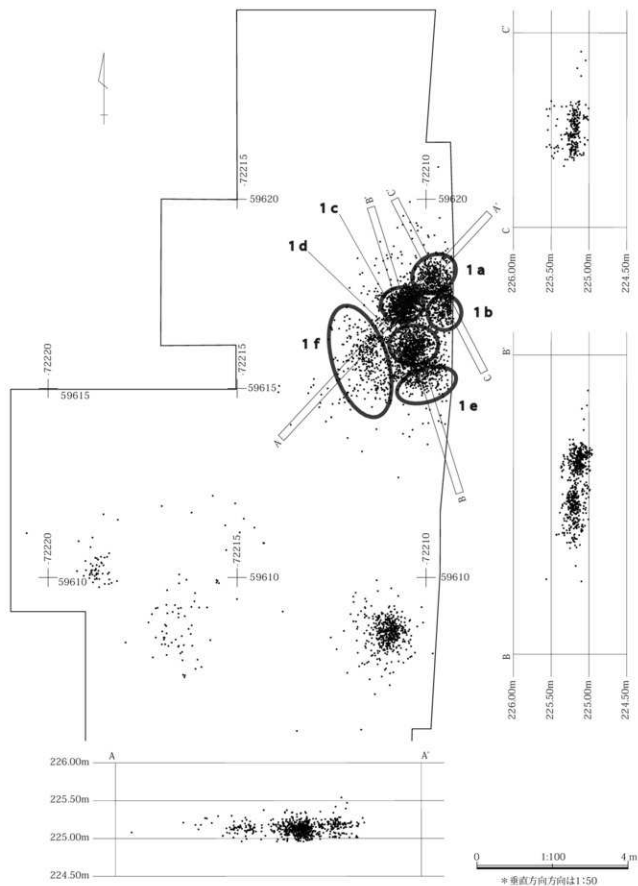 C'
C
226.00m
225.50m
225.00m
224.50m
-72215
59620
-72210
59620
B'
C'
A'
1c
1d
1a
1b
1f
1e
-72220
59615
-72215
59615
A
C
B
B'
B
226.00m
225.50m
225.00m
224.50m
-72220
59610
-72215
59610
-72210
59610
A
A'
226.00m
225.50m
225.00m
224.50m
0
1:100
4 m
*垂直方向方向は1:50